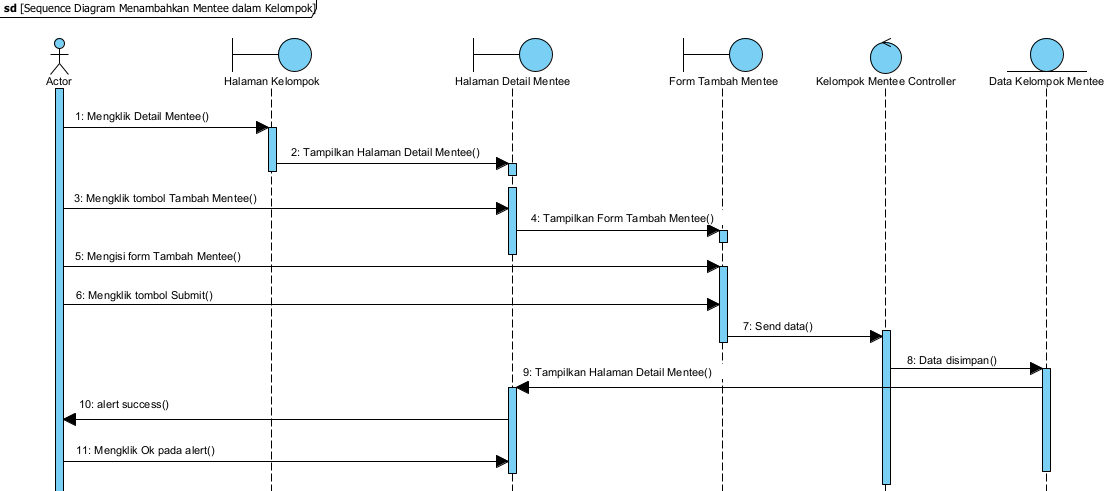 sd [Sequence Diagram Menambahkan Mentee dalam Kelompok]
Actor
Halaman Kelompok
Halaman Detail Mentee
Form Tambah Mentee
Kelompok Mentee Controller
Data Kelompok Mentee
1: Mengklik Detail Mentee()
2: Tampilkan Halaman Detail Mentee()
3: Mengklik tombol Tambah Mentee()
4: Tampilkan Form Tambah Mentee()
5: Mengisi form Tambah Mentee()
6: Mengklik tombol Submit()
7: Send data()
8: Data disimpan()
9: Tampilkan Halaman Detail Mentee()
10: alert success()
11: Mengklik Ok pada alert()